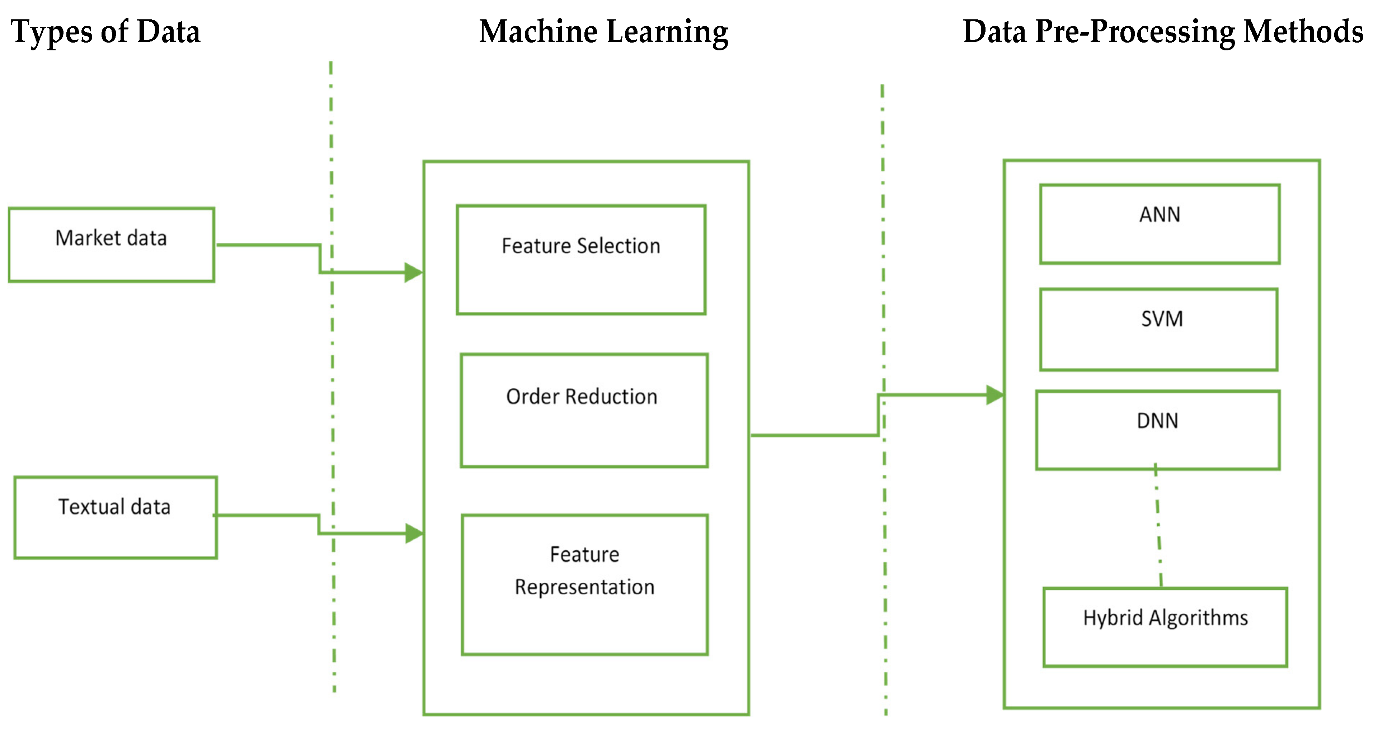 Types of Data
Machine Learning
Data Pre-Processing Methods
Market data
Textual data
Feature Selection
Order Reduction
Feature
Representation
ANN
SVM
DNN
Hybrid Algorithms